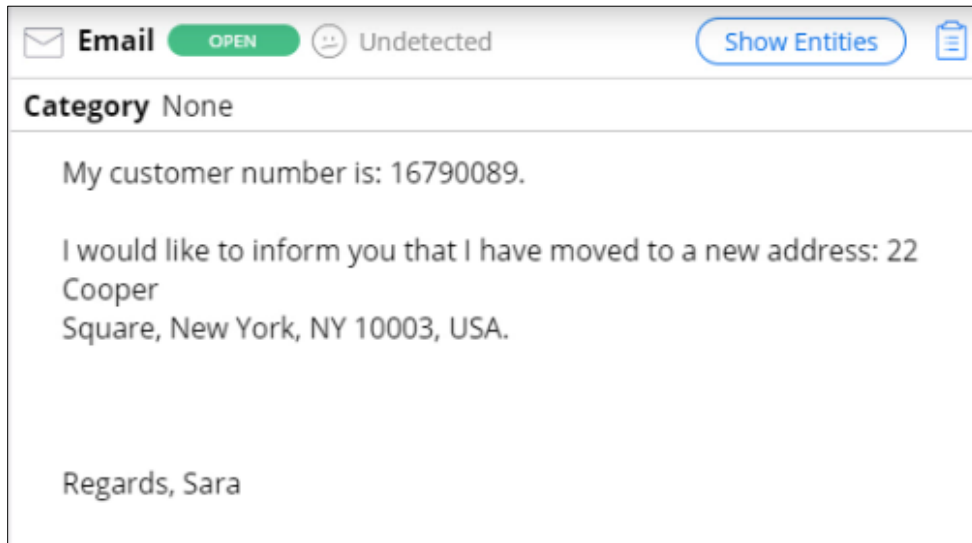 Email OPEN Undetected Show Entities
Category None
My customer number is: 16790089.
I would like to inform you that I have moved to a new address: 22
Cooper
Square, New York, NY 10003, USA.
Regards, Sara